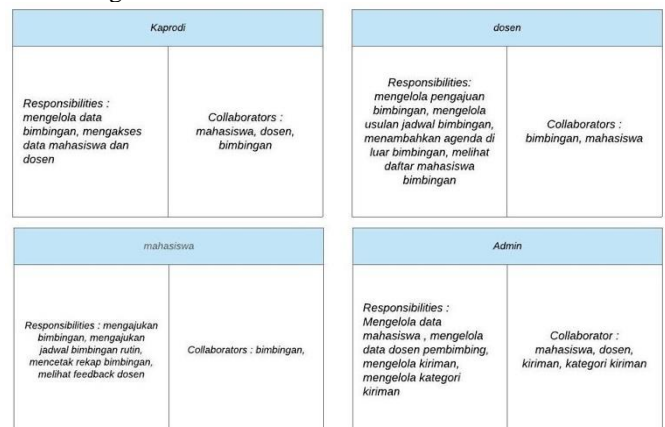 Kaprodi
Responsibilities :
mengelola data
bimbingan, mengakses
data mahasiswa dan
dosen
Collaborators :
mahasiswa, dosen,
bimbingan
dosen
Responsibilities:
mengelola pengajuan
bimbingan, mengelola
usulan jadwal bimbingan,
menambahkan agenda di
luar bimbingan, melihat
daftar mahasiswa
bimbingan
Collaborators :
bimbingan, mahasiswa
mahasiswa
Responsibilities : mengajukan
bimbingan, mengajukan
jadwal bimbingan rutin,
mencetak rekap bimbingan,
melihat feedback dosen
Collaborators : bimbingan,
Admin
Responsibilities :
Mengelola data
mahasiswa , mengelola
data dosen pembimbing,
mengelola kiriman,
mengelola kategori
kiriman
Collaborator :
mahasiswa, dosen,
kiriman, kategori kiriman